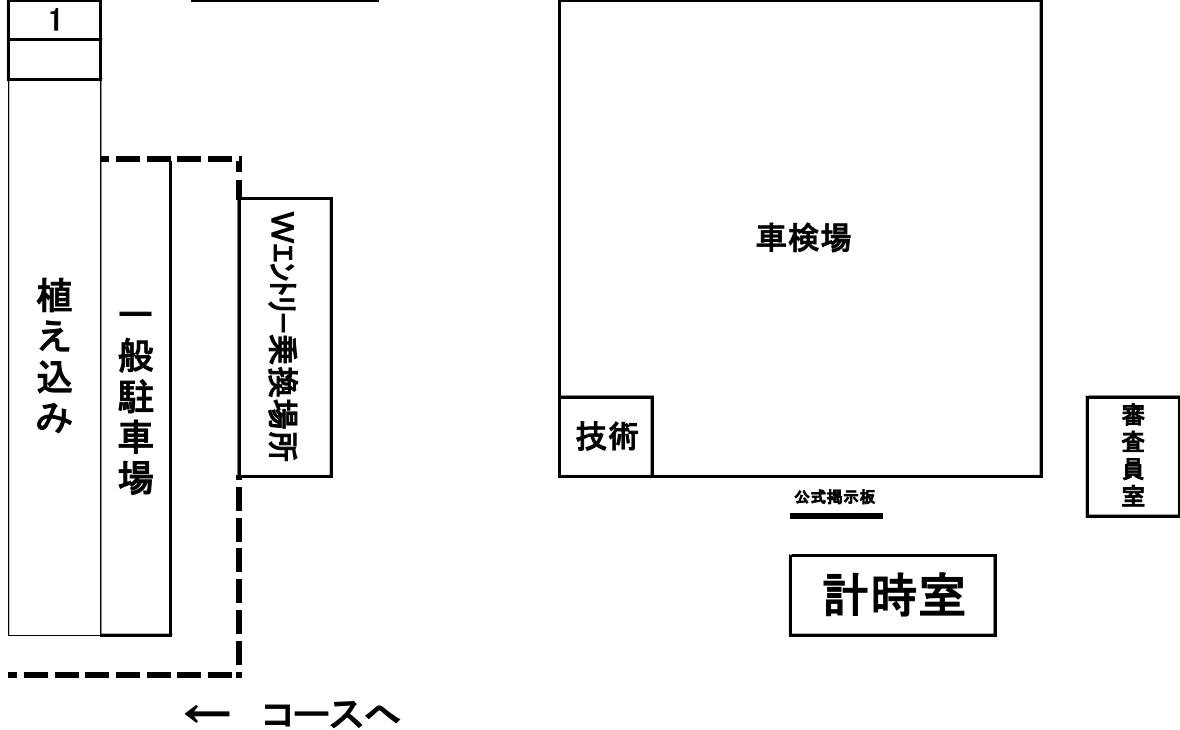 1
植え込み
一般駐車場
Wエントリー乗換場所
車検場
技術
公式掲示板
審査員室
計時室
← コースへ